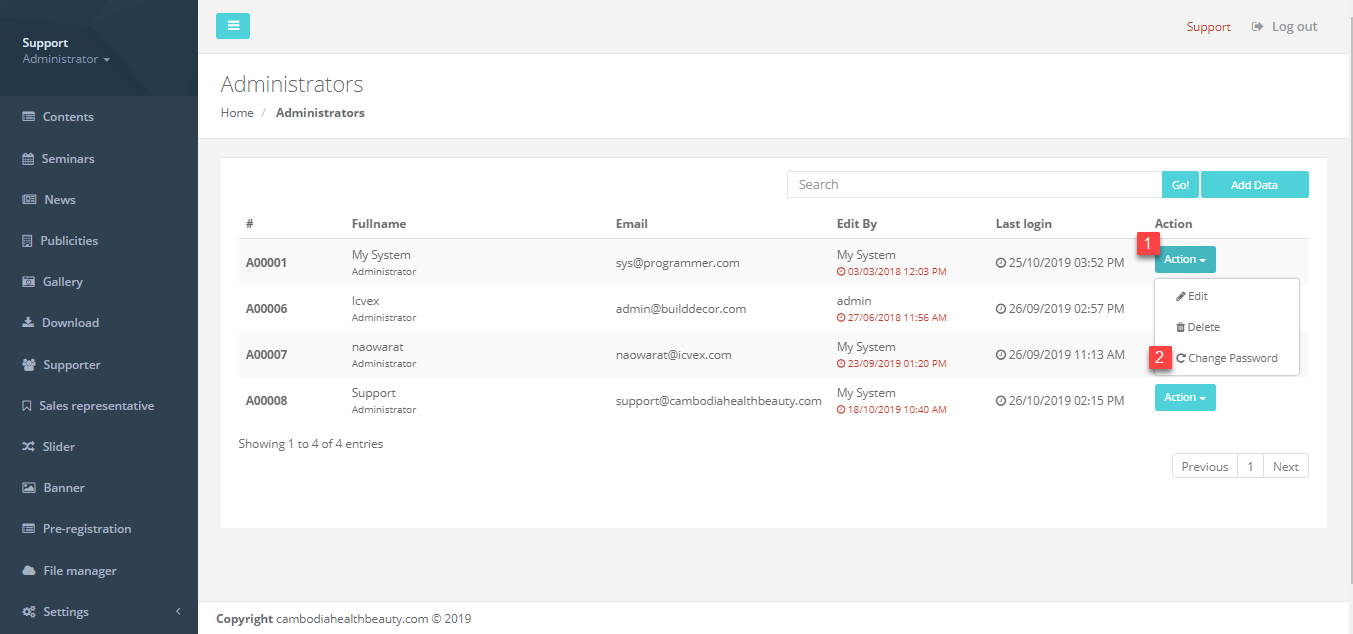 Support
Administrator
Contents
Seminars
News
Publicities
Gallery
Download
Supporter
Sales representative
Slider
Banner
Pre-registration
File manager
Settings
Support Log out
Administrators
Home / Administrators
Search Go! Add Data
# Fullname Email Edit By Last login Action
A00001 My System sys@programmer.com My System 25/10/2019 03:52 PM 1 Action
Administrator 03/03/2018 12:03 PM
Edit
Delete
2 Change Password
A00006 Icvex admin@builddecor.com admin 26/09/2019 02:57 PM
Administrator 27/06/2018 11:56 AM
A00007 naowarat naowarat@icvex.com My System 26/09/2019 11:13 AM
Administrator 23/09/2019 01:20 PM
A00008 Support support@cambodiahealthbeauty.com My System 26/10/2019 02:15 PM Action
Administrator 18/10/2019 10:40 AM
Showing 1 to 4 of 4 entries
Previous 1 Next
Copyright cambodiahealthbeauty.com © 2019